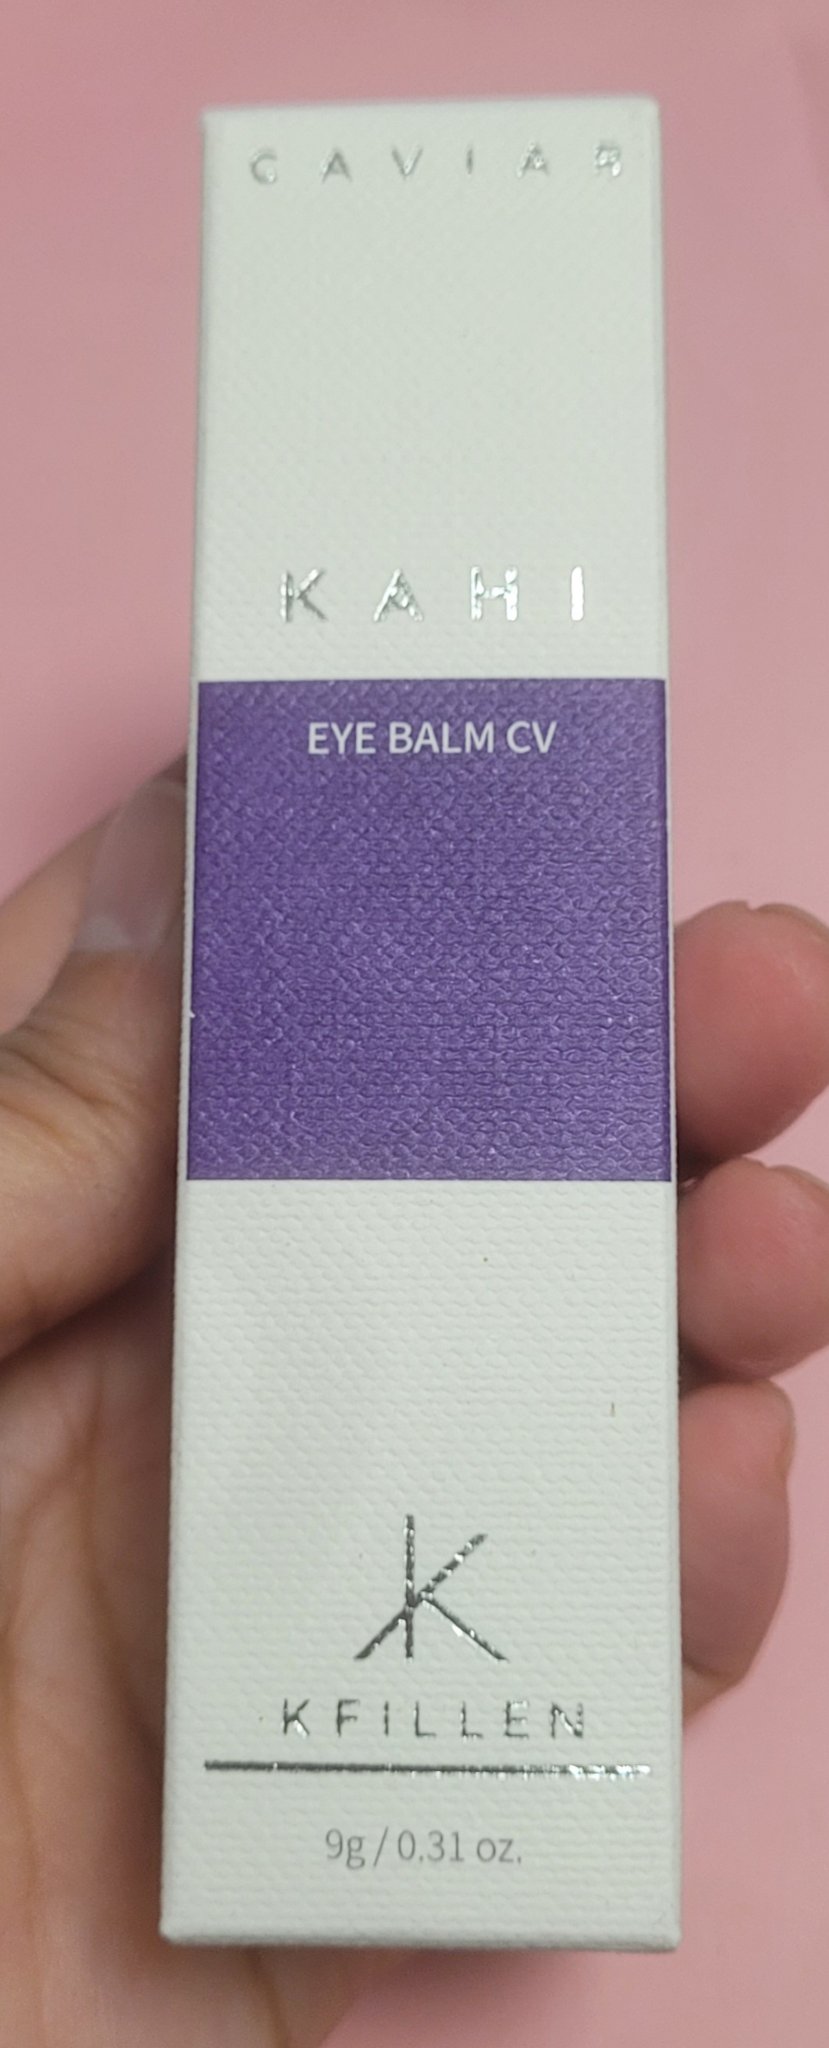 CAVIAR
KAHI
EYE BALM CV
KFILLEN
9g / 0.31 oz.